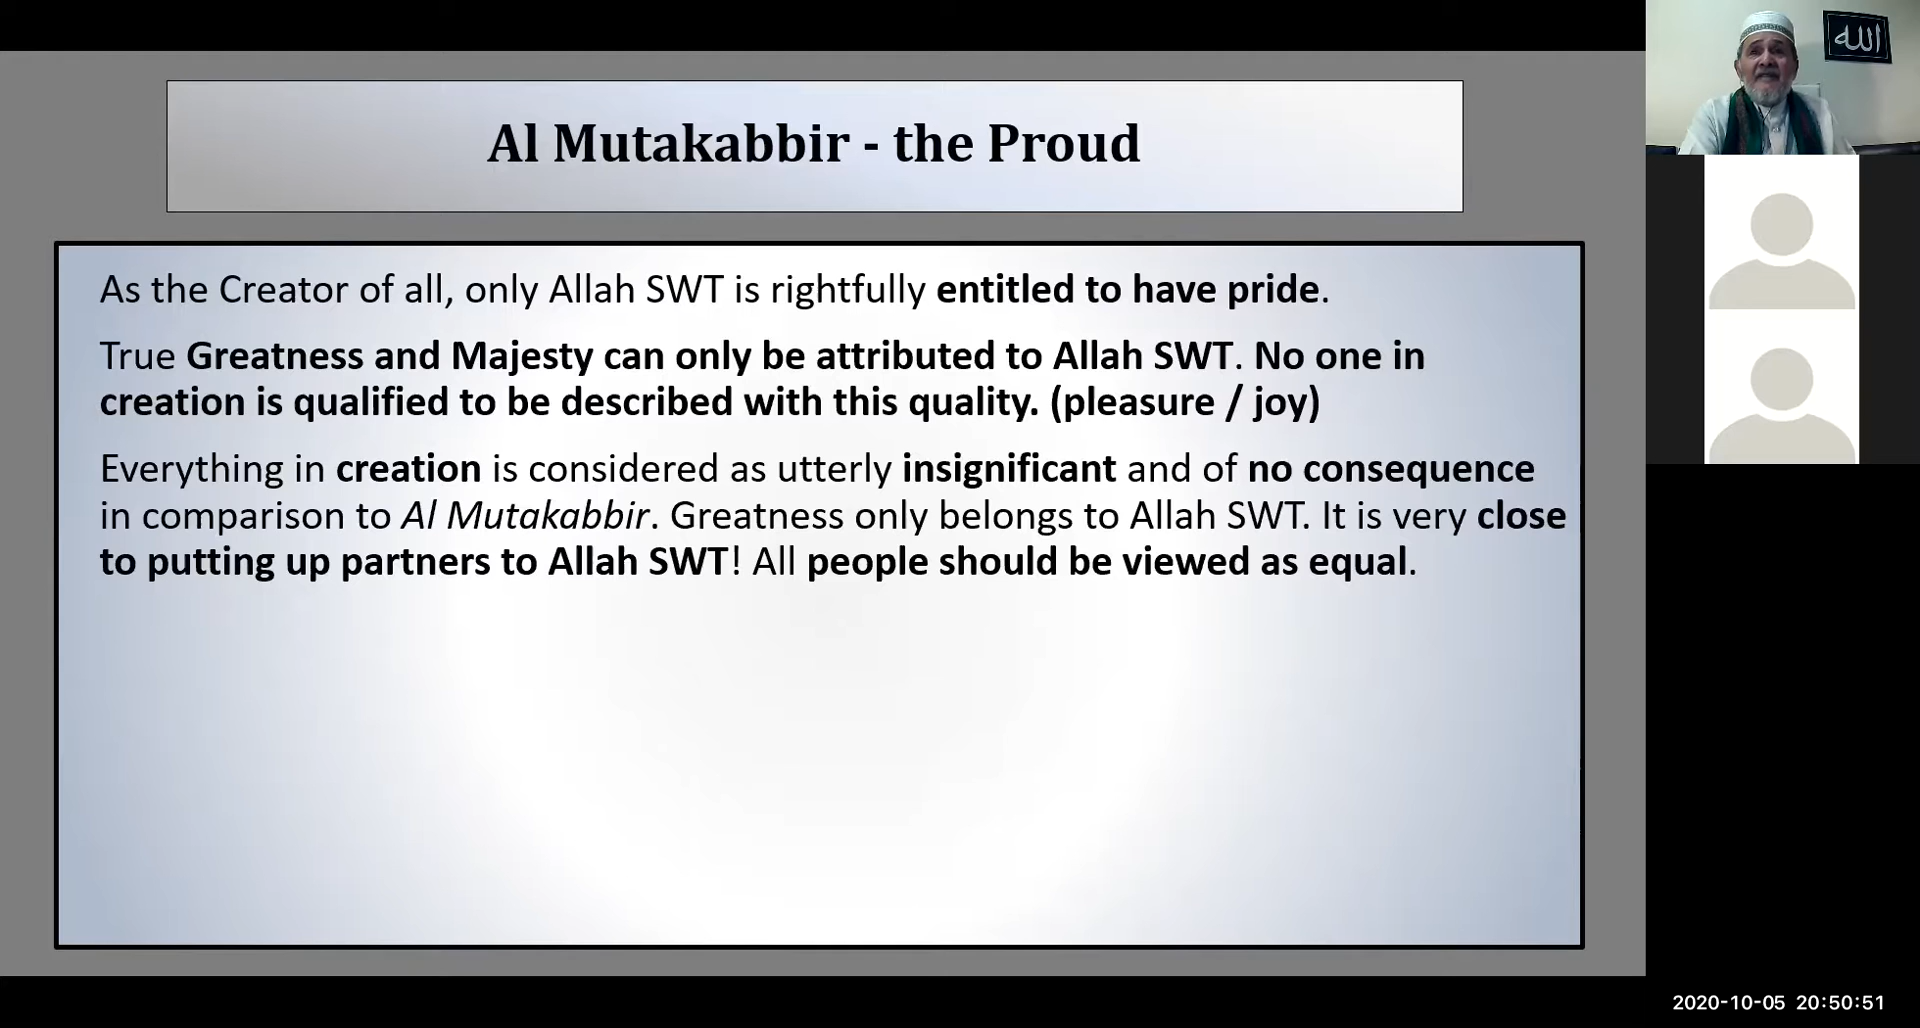 Al Mutakabbir - the Proud
As the Creator of all, only Allah SWT is rightfully entitled to have pride.
True Greatness and Majesty can only be attributed to Allah SWT. No one in
creation is qualified to be described with this quality. (pleasure / joy)
Everything in creation is considered as utterly insignificant and of no consequence
in comparison to Al Mutakabbir. Greatness only belongs to Allah SWT. It is very close
to putting up partners to Allah SWT! All people should be viewed as equal.
الله
2020-10-05 20:50:51